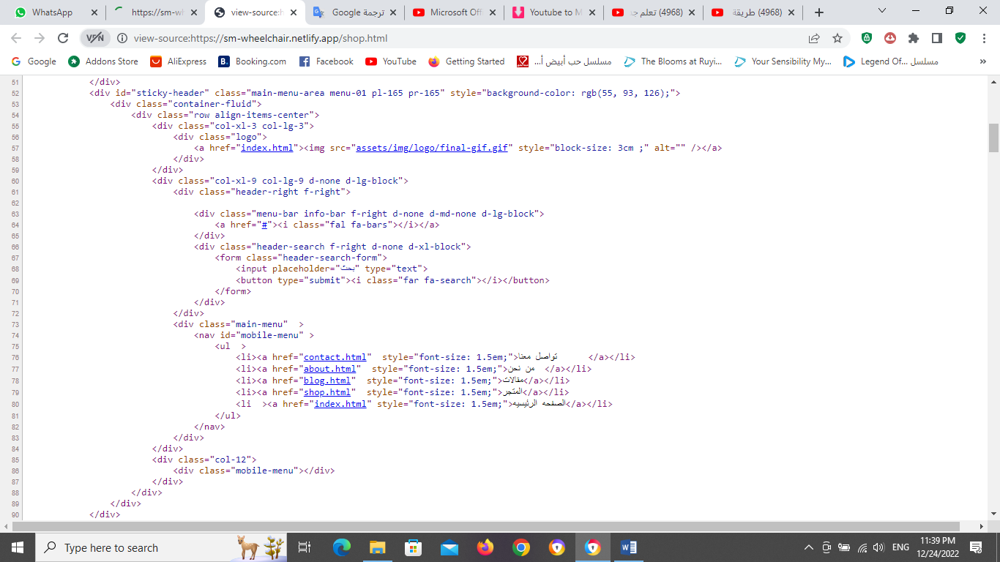 WhatsApp
https://sm-wh
view-source:h
ترجمة Google
Microsoft Off
Youtube to M
(4968) تعلم جد
(4968) طريقة
VPN
view-source:https://sm-wheelchair.netlify.app/shop.html
Google
Addons Store
AliExpress
Booking.com
Facebook
YouTube
Getting Started
مسلسل حب أبيض أ...
The Blooms at Ruyi...
Your Sensibility My...
مسلسل Legend Of...
»
51 </div>
52 <div id="sticky-header" class="main-menu-area menu-01 pl-165 pr-165" style="background-color: rgb(55, 93, 126);">
53 <div class="container-fluid">
54 <div class="row align-items-center">
55 <div class="col-xl-3 col-lg-3">
56 <div class="logo">
57 <a href="index.html"><img src="assets/img/logo/final-gif.gif" style="block-size: 3cm ;" alt="" /></a>
58 </div>
59 </div>
60 <div class="col-xl-9 col-lg-9 d-none d-lg-block">
61 <div class="header-right f-right">
62
63 <div class="menu-bar info-bar f-right d-none d-md-none d-lg-block">
64 <a href="#"><i class="fal fa-bars"></i></a>
65 </div>
66 <div class="header-search f-right d-none d-xl-block">
67 <form class="header-search-form">
68 <input placeholder="بحث" type="text">
69 <button type="submit"><i class="far fa-search"></i></button>
70 </form>
71 </div>
72 </div>
73 <div class="main-menu"  >
74 <nav id="mobile-menu" >
75 <ul  >
76 <li><a href="contact.html"  style="font-size: 1.5em;">تواصل معنا      </a></li>
77 <li><a href="about.html"  style="font-size: 1.5em;">من نحن  </a></li>
78 <li><a href="blog.html"  style="font-size: 1.5em;">مقالات</a></li>
79 <li><a href="shop.html"  style="font-size: 1.5em;">المتجر</a></li>
80 <li  ><a href="index.html" style="font-size: 1.5em;">الصفحه الرئيسيه</a></li>
81 </ul>
82 </nav>
83 </div>
84 </div>
85 <div class="col-12">
86 <div class="mobile-menu"></div>
87 </div>
88 </div>
89 </div>
90 </div>
Type here to search
ENG
11:39 PM
12/24/2022